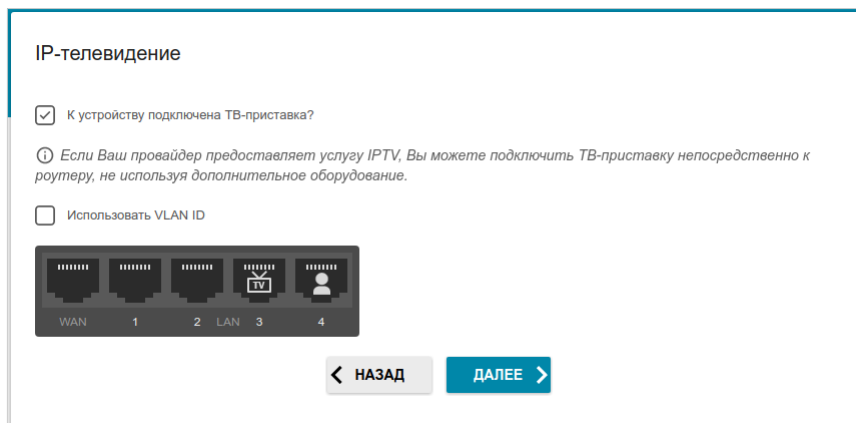 IP-телевидение
К устройству подключена ТВ-приставка?
Если Ваш провайдер предоставляет услугу IPTV, Вы можете подключить ТВ-приставку непосредственно к
роутеру, не используя дополнительное оборудование.
Использовать VLAN ID
TV
WAN 1 2 LAN 3 4
НАЗАД ДАЛЕЕ